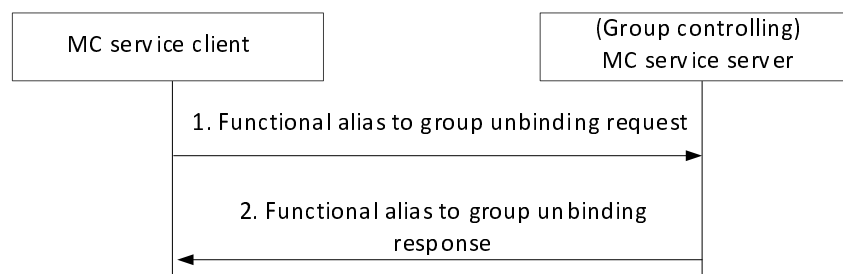 MC service client
(Group controlling)
MC service server
1. Functional alias to group unbinding request
2. Functional alias to group unbinding
response